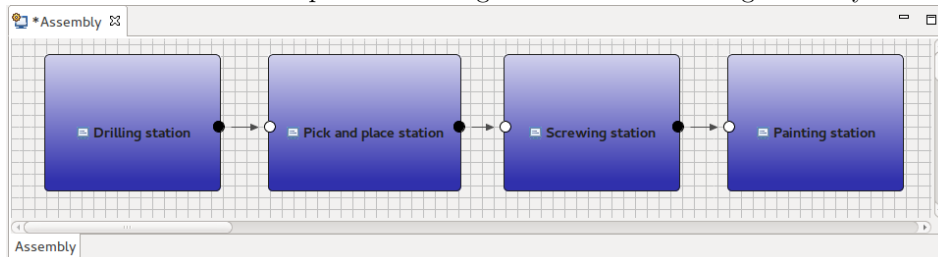 *Assembly
Drilling station
Pick and place station
Screwing station
Painting station
Assembly